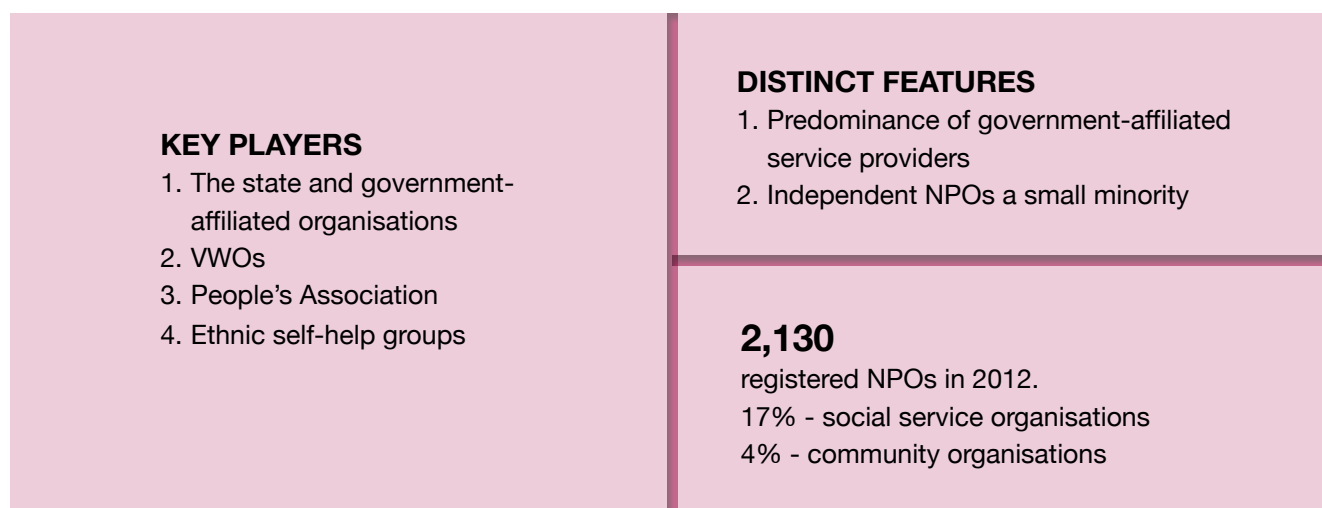 KEY PLAYERS
1. The state and government-
affiliated organisations
2. VWOs
3. People’s Association
4. Ethnic self-help groups
DISTINCT FEATURES
1. Predominance of government-affiliated
service providers
2. Independent NPOs a small minority
2,130
registered NPOs in 2012.
17% - social service organisations
4% - community organisations